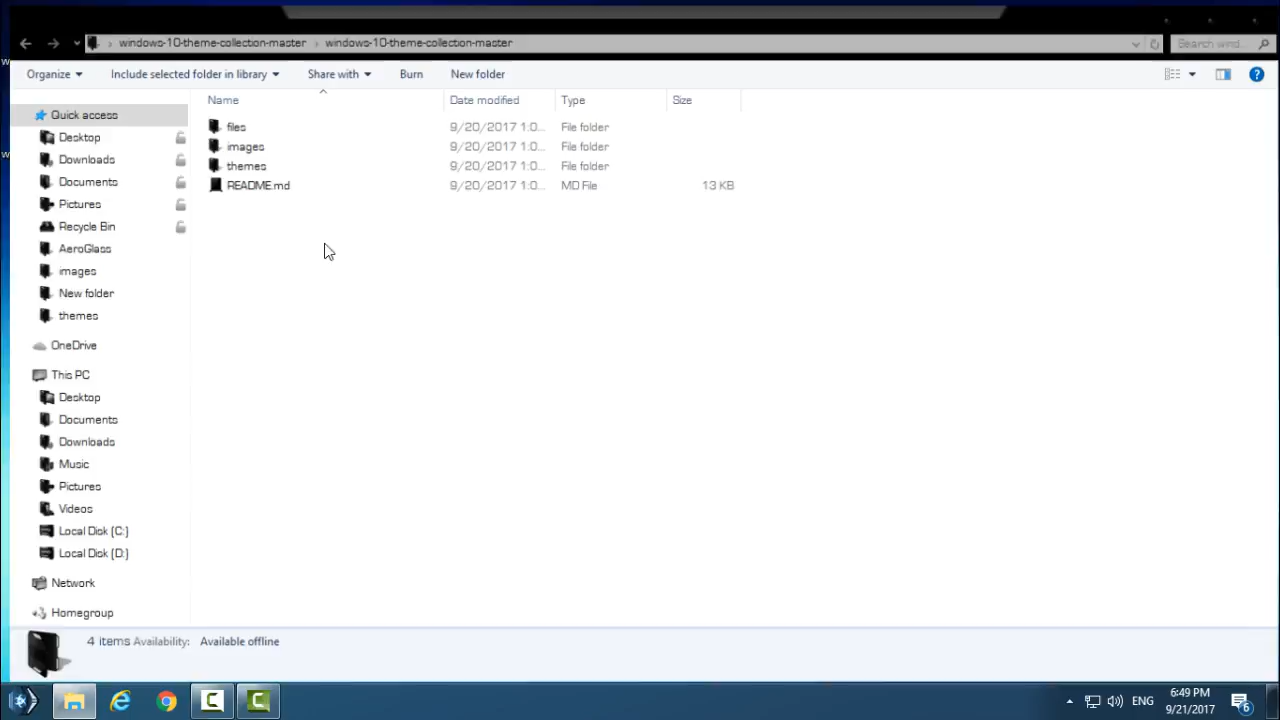 windows-10-theme-collection-master > windows-10-theme-collection-master
Search wind...
Organize Include selected folder in library Share with Burn New folder
Name Date modified Type Size
files 9/20/2017 1:0... File folder
images 9/20/2017 1:0... File folder
themes 9/20/2017 1:0... File folder
README.md 9/20/2017 1:0... MD File 13 KB
Quick access
Desktop
Downloads
Documents
Pictures
Recycle Bin
AeroGlass
images
New folder
themes
OneDrive
This PC
Desktop
Documents
Downloads
Music
Pictures
Videos
Local Disk (C:)
Local Disk (D:)
Network
Homegroup
4 items Availability: Available offline
ENG
6:49 PM
9/21/2017
6
w
w